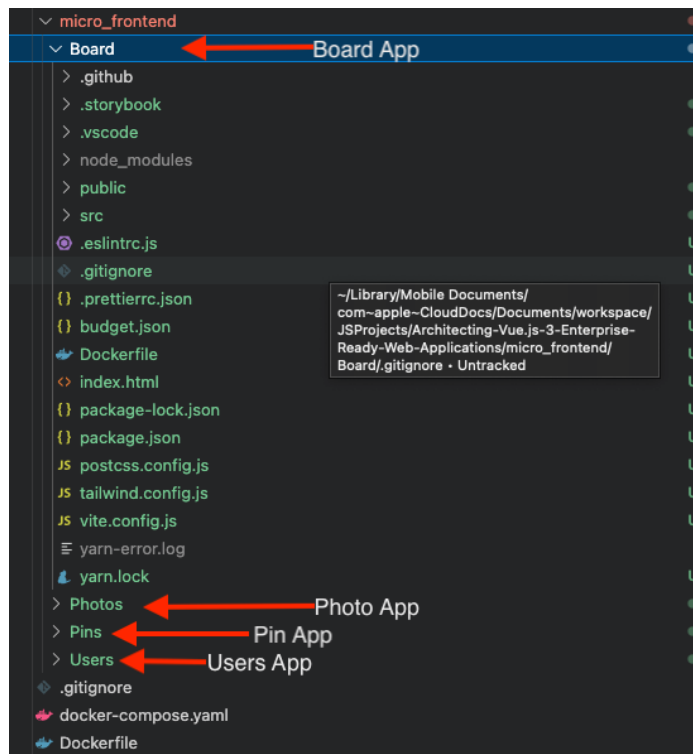 micro_frontend
Board
Board App
.github
.storybook
.vscode
node_modules
public
src
.eslintrc.js
.gitignore
{} .prettierrc.json
~/Library/Mobile Documents/
com~apple~CloudDocs/Documents/workspace/
JSProjects/Architecting-Vue.js-3-Enterprise-
Ready-Web-Applications/micro_frontend/
Board/.gitignore • Untracked
{} budget.json
Dockerfile
<> index.html
{} package-lock.json
{} package.json
JS postcss.config.js
JS tailwind.config.js
JS vite.config.js
yarn-error.log
yarn.lock
Photos
Photo App
Pins
Pin App
Users
Users App
.gitignore
docker-compose.yaml
Dockerfile